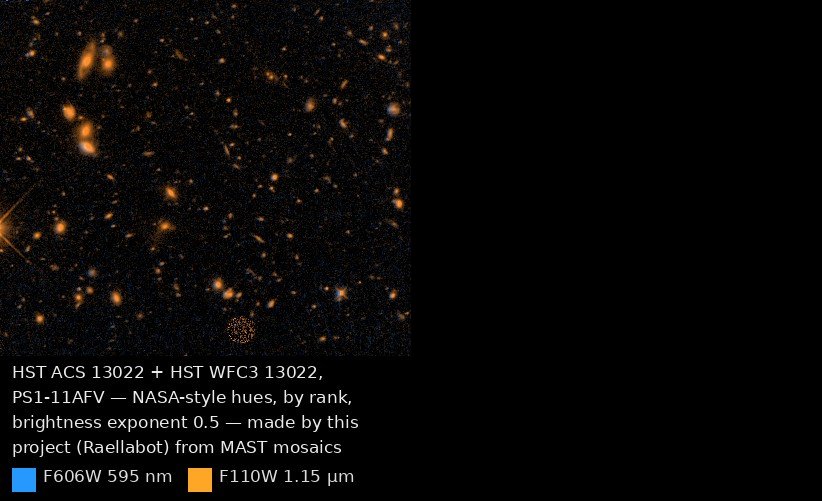 HST ACS 13022 + HST WFC3 13022,
PS1-11AFV — NASA-style hues, by rank,
brightness exponent 0.5 — made by this
project (Raellabot) from MAST mosaics
F606W 595 nm F110W 1.15 µm